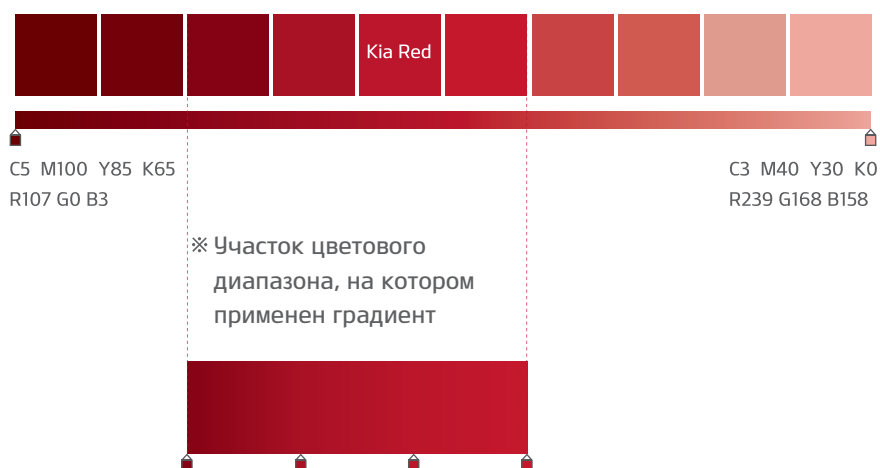 Kia Red
C5 M100 Y85 K65
R107 G0 B3
C3 M40 Y30 K0
R239 G168 B158
※ Участок цветового
диапазона, на котором
применен градиент